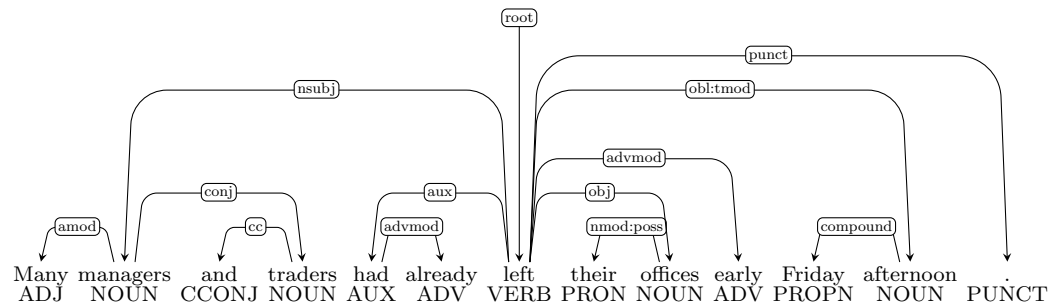 root
punct
nsubj obl:tmod
advmod
conj aux obj
amod cc advmod nmod:poss compound
Many managers and traders had already left their offices early Friday afternoon .
ADJ NOUN CCONJ NOUN AUX ADV VERB PRON NOUN ADV PROPN NOUN PUNCT